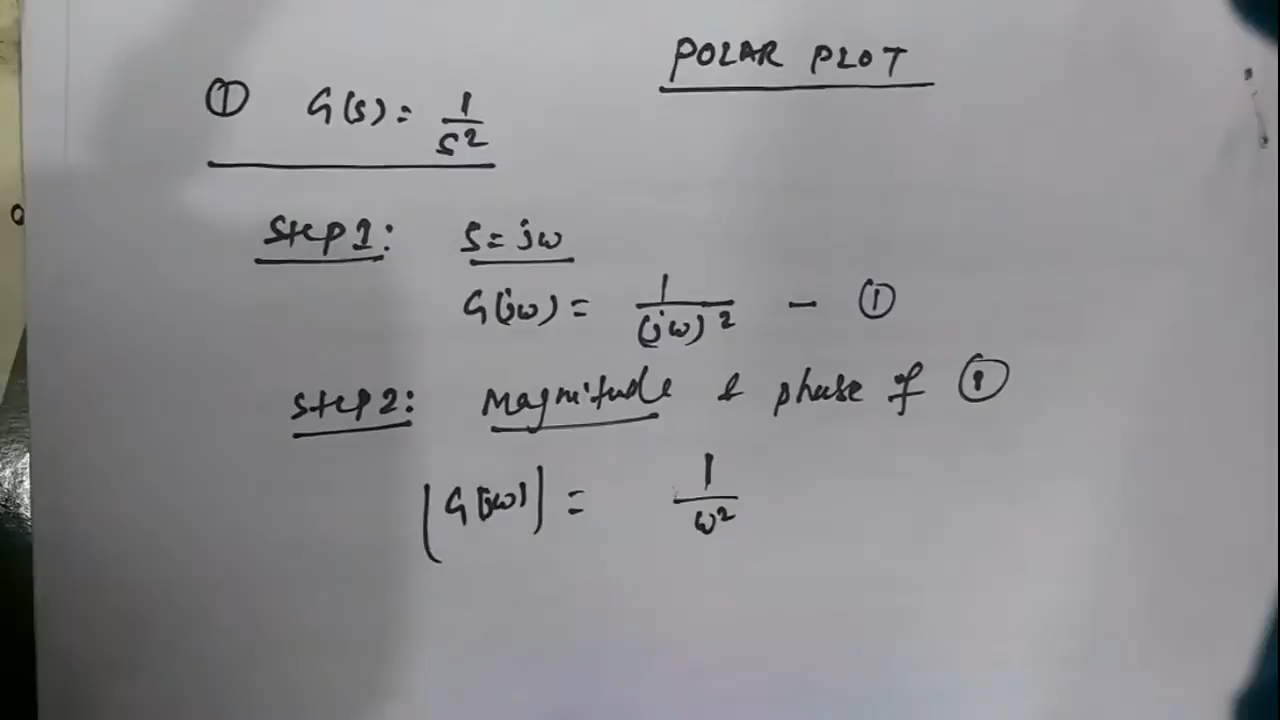 POLAR PLOT
① G(s) = 1/s²
Step 1: s = jω
G(jω) = 1/(jω)² — ①
Step 2: Magnitude & phase of ①
|G(jω)| = 1/ω²